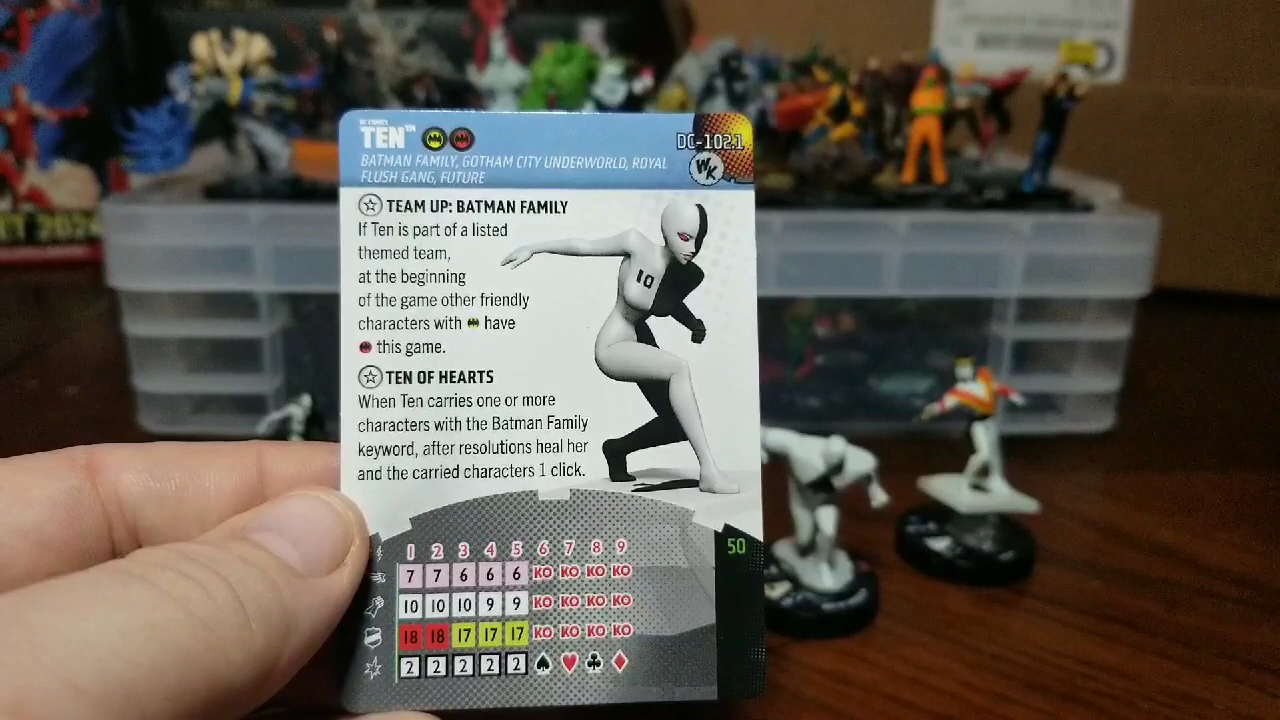 DC COMICS
TEN™
DC-102.1
WK
BATMAN FAMILY, GOTHAM CITY UNDERWORLD, ROYAL
FLUSH GANG, FUTURE
TEAM UP: BATMAN FAMILY
If Ten is part of a listed
themed team,
at the beginning
of the game other friendly
characters with have
this game.
TEN OF HEARTS
When Ten carries one or more
characters with the Batman Family
keyword, after resolutions heal her
and the carried characters 1 click.
10
50
1 2 3 4 5 6 7 8 9
7 7 6 6 6 KO KO KO KO
10 10 10 9 9 KO KO KO KO
18 18 17 17 17 KO KO KO KO
2 2 2 2 2